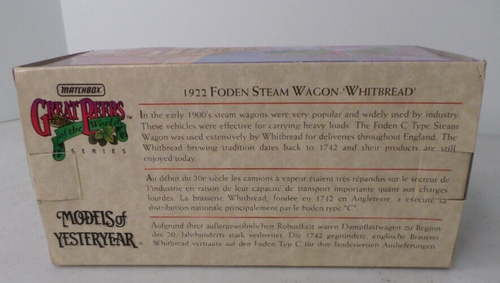 MATCHBOX
GREAT BEERS
of the World
SERIES
MODELS of
YESTERYEAR ®
1922 FODEN STEAM WAGON-'WHITBREAD'
In the early 1900's steam wagons were very popular and widely used by industry.
These vehicles were effective for carrying heavy loads. The Foden C Type Steam
Wagon was used extensively by Whitbread for deliveries throughout England. The
Whitbread brewing tradition dates back to 1742 and their products are still
enjoyed today.
Au début du 20e siècle les camions à vapeur étaient très répandus sur le secteur de
l'industrie en raison de leur capacité de transport importante quant aux charges
lourdes. La brasserie Whitbread, fondée en 1772 en Angleterre, a exécuté sa
distribution nationale principalement par le Foden type "C".
Aufgrund ihrer außergewöhnlichen Robustkeit waren Dampflastwagen zu Beginn
des 20. Jahrhunderts stark verbreitet. Die 1742 gegründete, englische Brauerei
Whitbread vertraute auf den Foden Typ C für ihre landesweiten Auslieferungen.